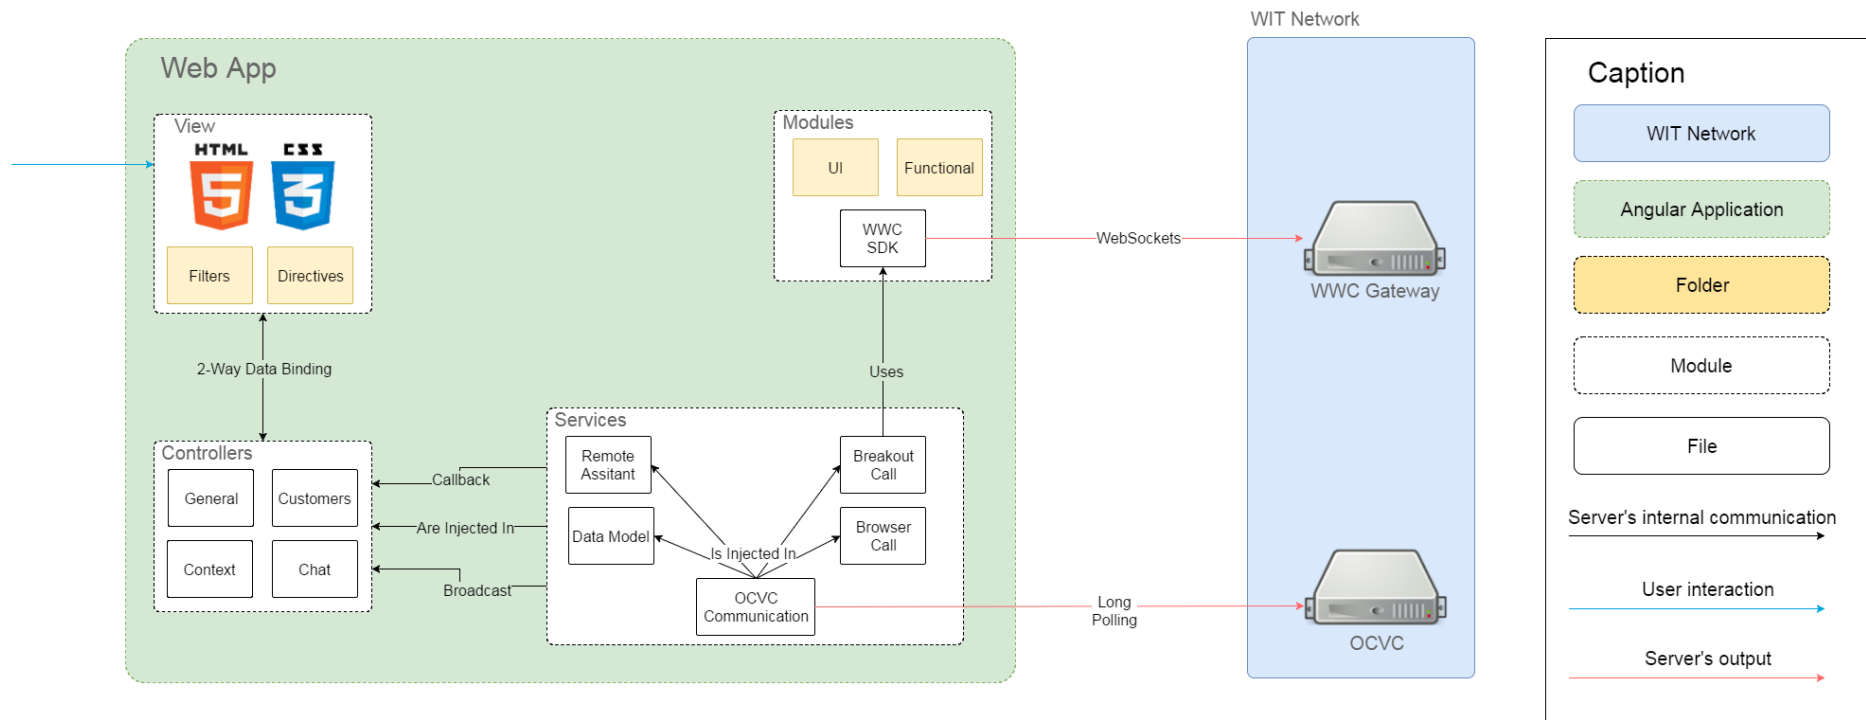 WIT Network
Web App
View
HTML
CSS
5
3
Filters
Directives
2-Way Data Binding
Controllers
General
Customers
Context
Chat
Callback
Are Injected In
Broadcast
Modules
UI
Functional
WWC
SDK
Uses
Services
Remote
Assitant
Breakout
Call
Data Model
Browser
Call
Is Injected In
OCVC
Communication
WebSockets
Long
Polling
WWC Gateway
OCVC
Caption
WIT Network
Angular Application
Folder
Module
File
Server's internal communication
User interaction
Server's output